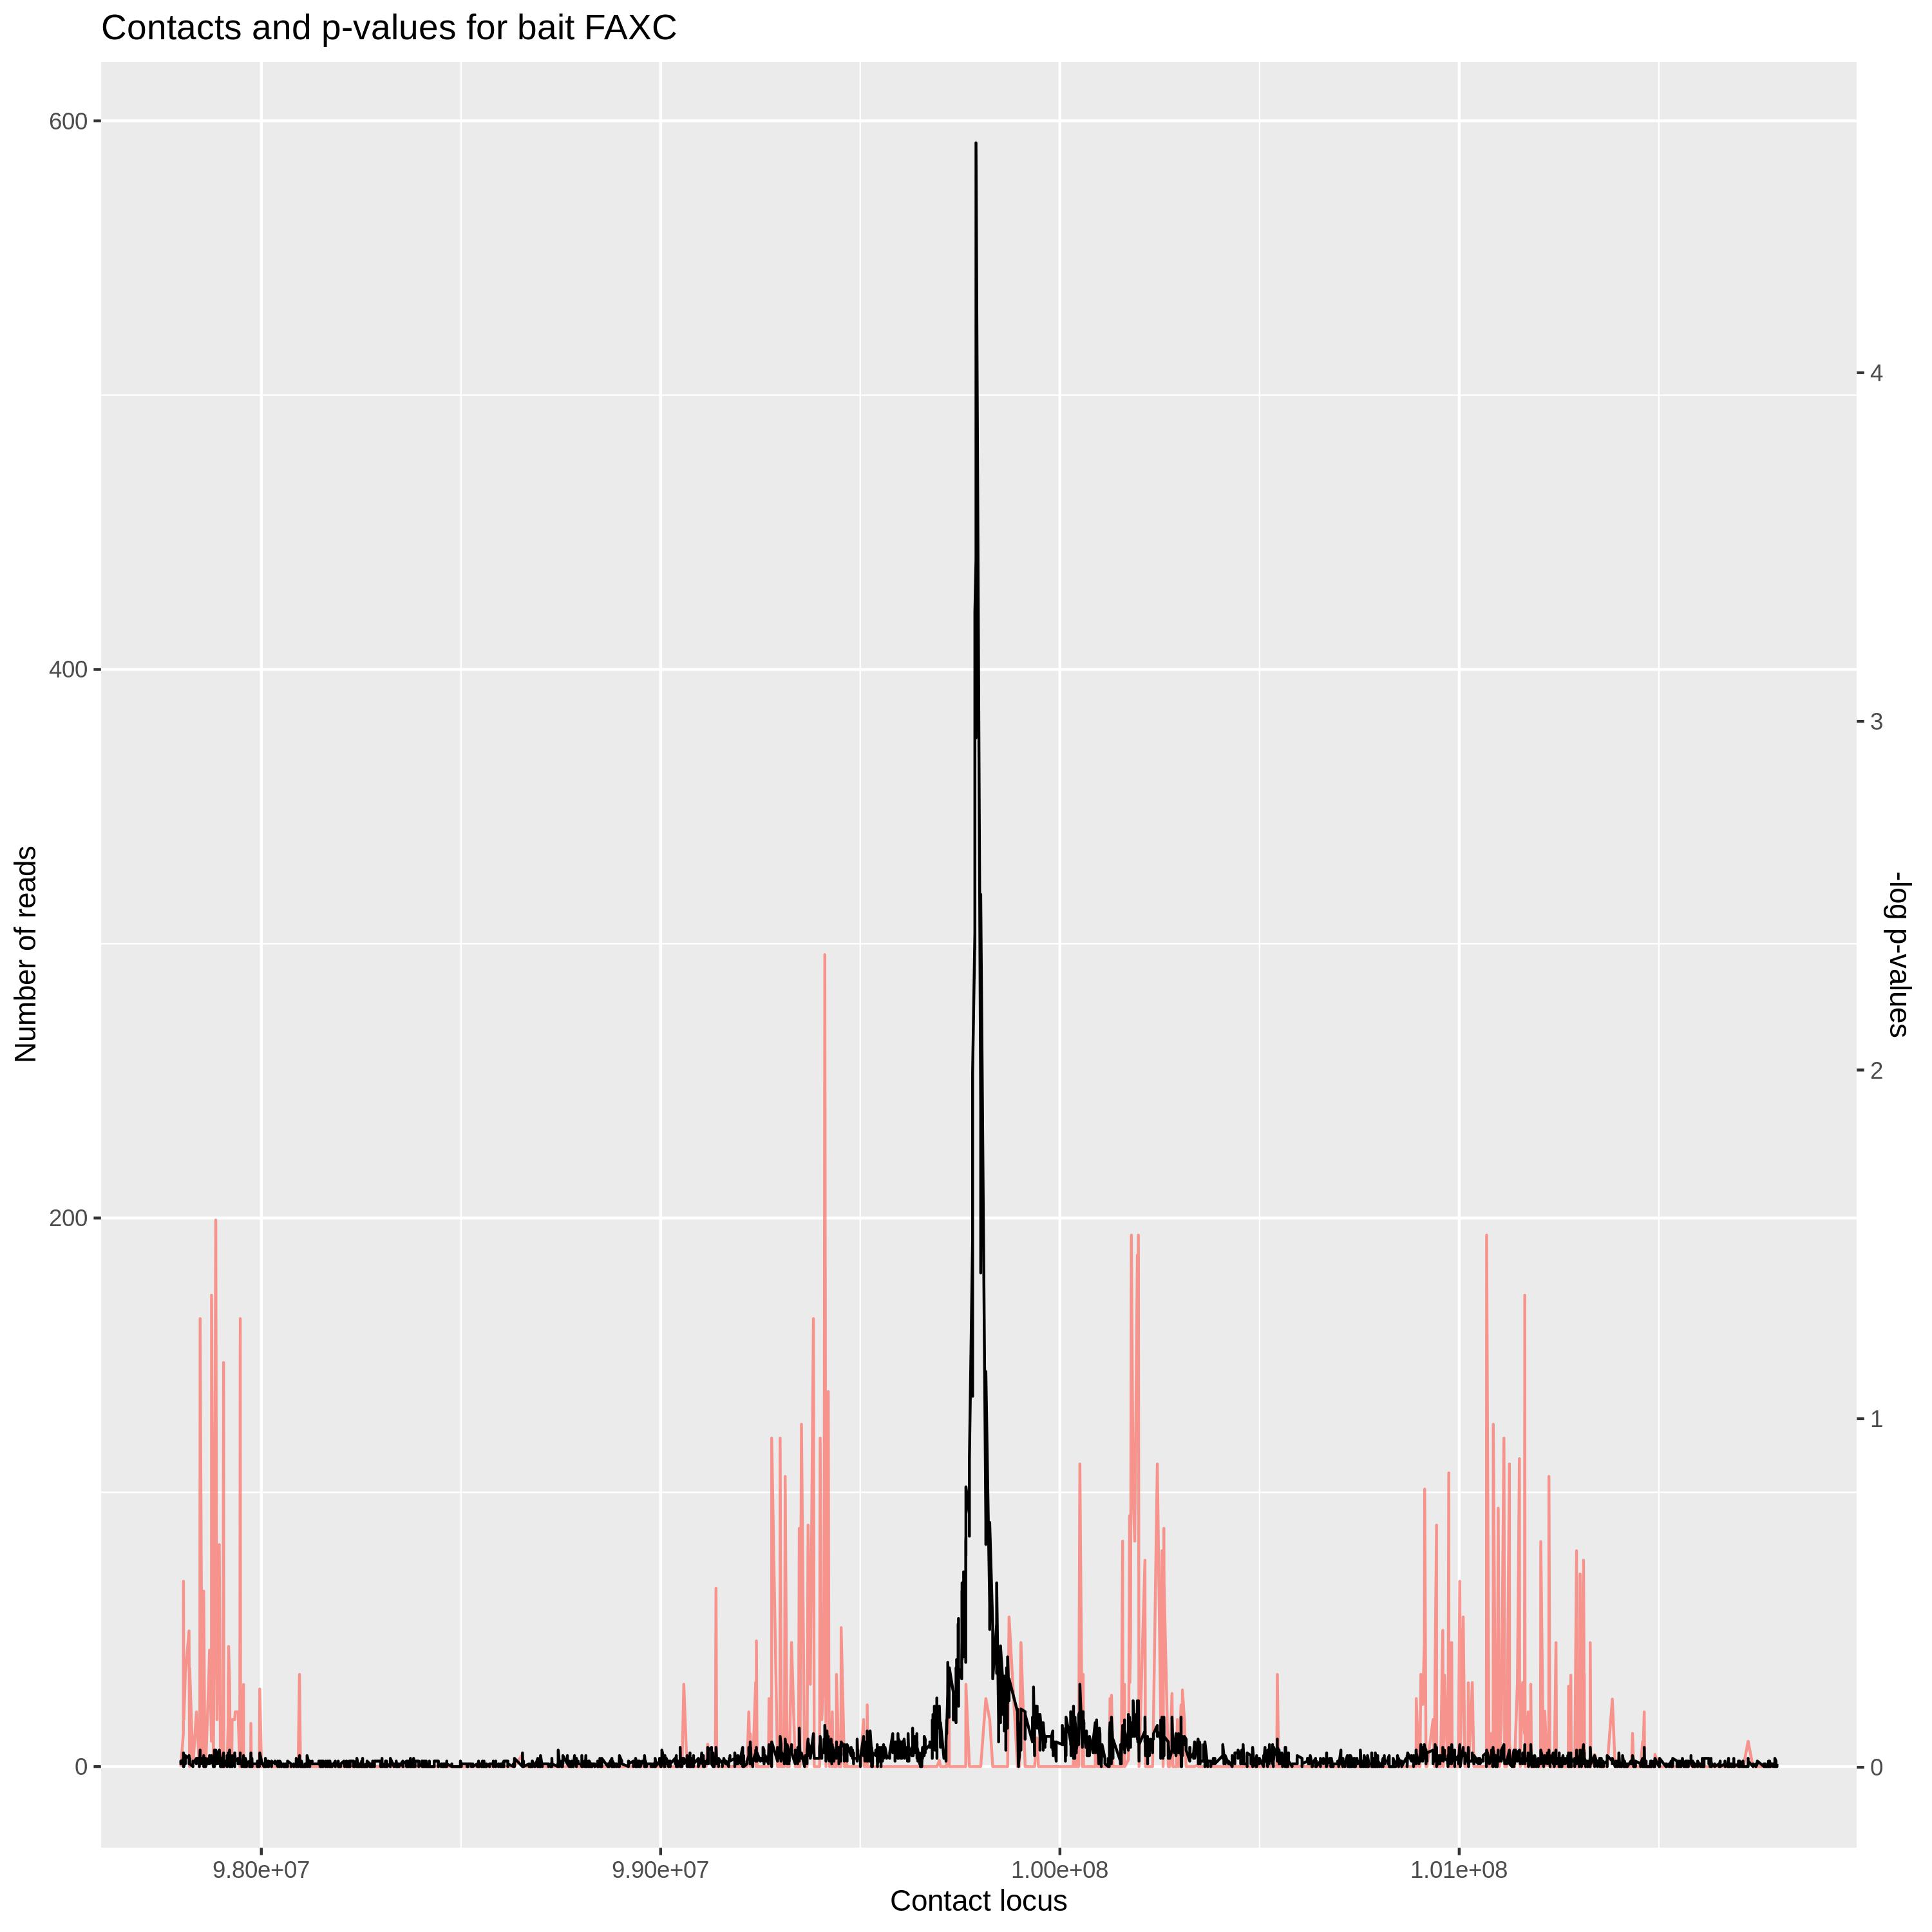 Contacts and p-values for bait FAXC
600
400
200
0
Number of reads
4
3
2
1
0
-log p-values
9.80e+07
9.90e+07
1.00e+08
1.01e+08
Contact locus